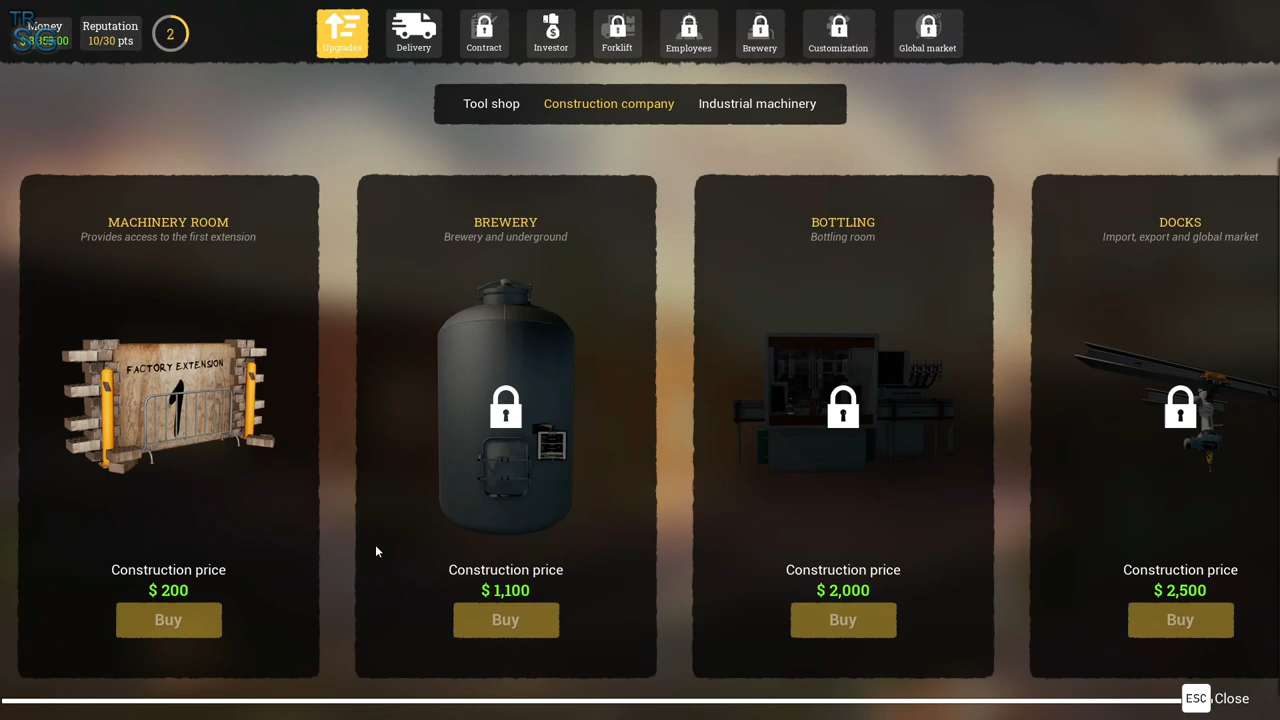 Money
Reputation
10/30 pts
2
Upgrades
Delivery
Contract
Investor
Forklift
Employees
Brewery
Customization
Global market
Tool shop
Construction company
Industrial machinery
MACHINERY ROOM
Provides access to the first extension
FACTORY EXTENSION
1
Construction price
$ 200
Buy
BREWERY
Brewery and underground
Construction price
$ 1,100
Buy
BOTTLING
Bottling room
Construction price
$ 2,000
Buy
DOCKS
Import, export and global market
Construction price
$ 2,500
Buy
ESC Close